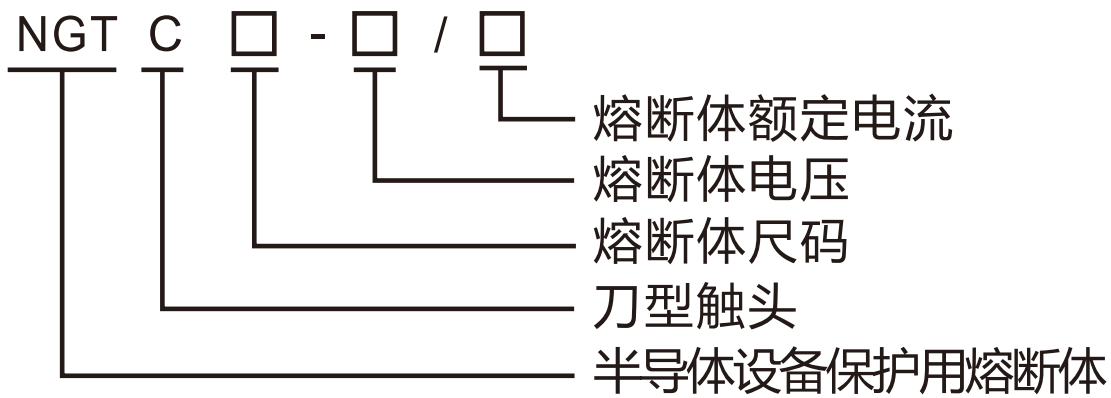 NGT C □ - □ / □
熔断体额定电流
熔断体电压
熔断体尺码
刀型触头
半导体设备保护用熔断体